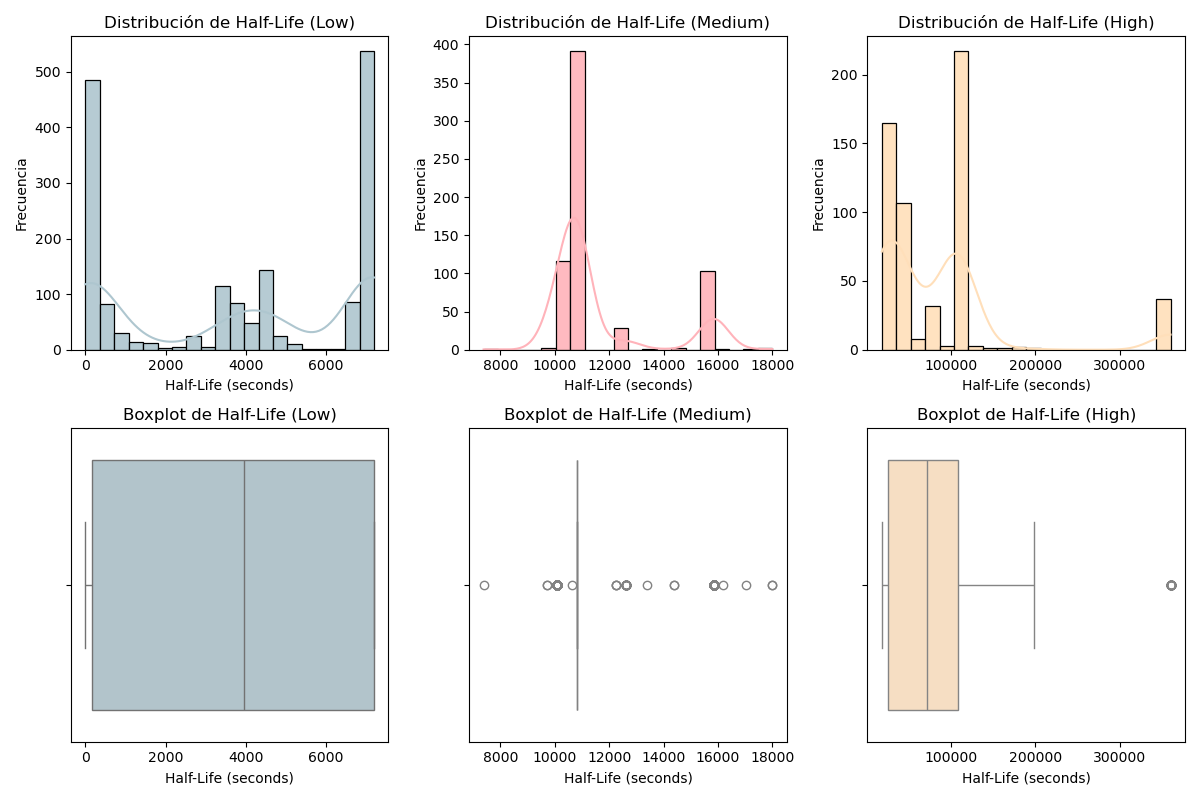 Distribución de Half-Life (Low)
Frecuencia
500
400
300
200
100
0
0 2000 4000 6000
Half-Life (seconds)
Distribución de Half-Life (Medium)
Frecuencia
400
350
300
250
200
150
100
50
0
8000 10000 12000 14000 16000 18000
Half-Life (seconds)
Distribución de Half-Life (High)
Frecuencia
200
150
100
50
0
100000 200000 300000
Half-Life (seconds)
Boxplot de Half-Life (Low)
0 2000 4000 6000
Half-Life (seconds)
Boxplot de Half-Life (Medium)
8000 10000 12000 14000 16000 18000
Half-Life (seconds)
Boxplot de Half-Life (High)
100000 200000 300000
Half-Life (seconds)